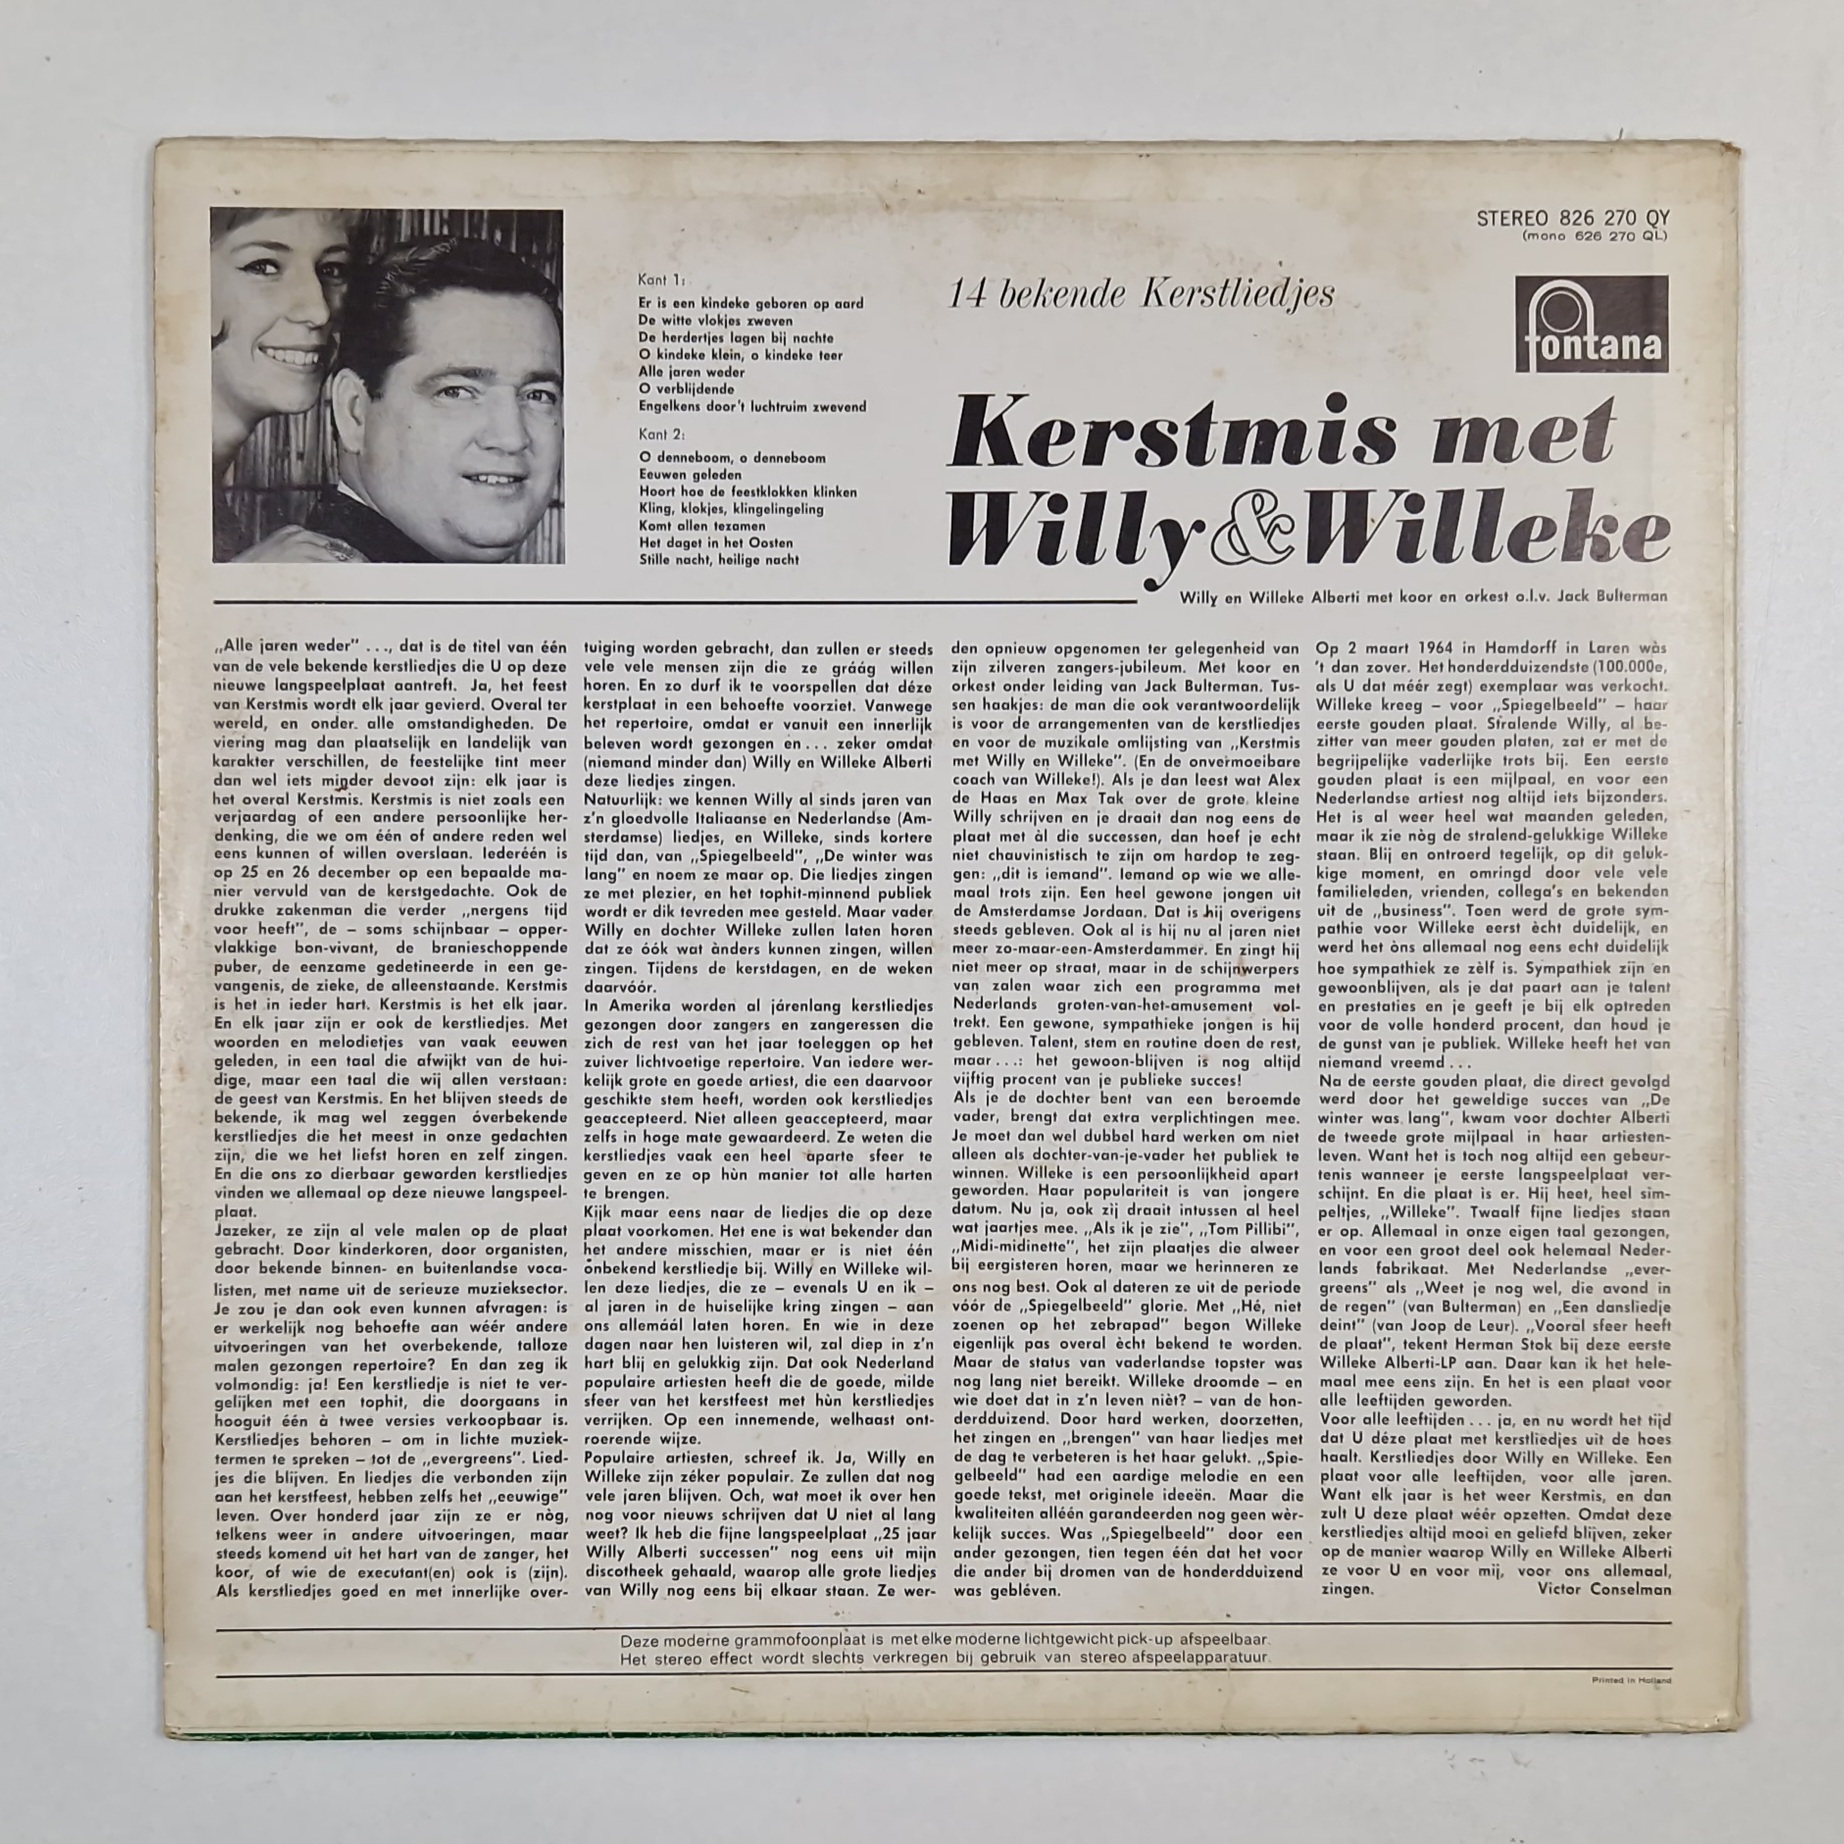 STEREO 826 270 QY
(mono 626 270 QL)
fontana
14 bekende Kerstliedjes
Kerstmis met
Willy & Willeke
Willy en Willeke Alberti met koor en orkest o.l.v. Jack Bulterman
Kant 1:
Er is een kindeke geboren op aard
De witte vlokjes zweven
De herdertjes lagen bij nachte
O kindeke klein, o kindeke teer
Alle jaren weder
O verblijdende
Engelkens door't luchtruim zwevend
Kant 2:
O denneboom, o denneboom
Eeuwen geleden
Hoort hoe de feestklokken klinken
Kling, klokjes, klingelingeling
Komt allen tezamen
Het daget in het Oosten
Stille nacht, heilige nacht
„Alle jaren weder" ..., dat is de titel van één
van de vele bekende kerstliedjes die U op deze
nieuwe langspeelplaat aantreft. Ja, het feest
van Kerstmis wordt elk jaar gevierd. Overal ter
wereld, en onder alle omstandigheden. De
viering mag dan plaatselijk en landelijk van
karakter verschillen, de feestelijke tint meer
dan wel iets minder devoot zijn: elk jaar is
het overal Kerstmis. Kerstmis is niet zoals een
verjaardag of een andere persoonlijke her-
denking, die we om één of andere reden wel
eens kunnen of willen overslaan. Iederéén is
op 25 en 26 december op een bepaalde ma-
nier vervuld van de kerstgedachte. Ook de
drukke zakenman die verder „nergens tijd
voor heeft", de – soms schijnbaar – opper-
vlakkige bon-vivant, de branieschoppende
puber, de eenzame gedetineerde in een ge-
vangenis, de zieke, de alleenstaande. Kerstmis
is het in ieder hart. Kerstmis is het elk jaar.
En elk jaar zijn er ook de kerstliedjes. Met
woorden en melodietjes van vaak eeuwen
geleden, in een taal die afwijkt van de hui-
dige, maar een taal die wij allen verstaan:
de geest van Kerstmis. En het blijven steeds de
bekende, ik mag wel zeggen óverbekende
kerstliedjes die het meest in onze gedachten
zijn, die we het liefst horen en zelf zingen.
En die ons zo dierbaar geworden kerstliedjes
vinden we allemaal op deze nieuwe langspeel-
plaat.
Jazeker, ze zijn al vele malen op de plaat
gebracht. Door kinderkoren, door organisten,
door bekende binnen- en buitenlandse voca-
listen, met name uit de serieuze muzieksector.
Je zou je dan ook even kunnen afvragen: is
er werkelijk nog behoefte aan wéér andere
uitvoeringen van het overbekende, talloze
malen gezongen repertoire? En dan zeg ik
volmondig: ja! Een kerstliedje is niet te ver-
gelijken met een tophit, die doorgaans in
hooguit één à twee versies verkoopbaar is.
Kerstliedjes behoren – om in lichte muziek-
termen te spreken – tot de „evergreens". Lied-
jes die blijven. En liedjes die verbonden zijn
aan het kerstfeest, hebben zelfs het „eeuwige"
leven. Over honderd jaar zijn ze er nòg,
telkens weer in andere uitvoeringen, maar
steeds komend uit het hart van de zanger, het
koor, of wie de executant(en) ook is (zijn).
Als kerstliedjes goed en met innerlijke over-
tuiging worden gebracht, dan zullen er steeds
vele vele mensen zijn die ze gráág willen
horen. En zo durf ik te voorspellen dat déze
kerstplaat in een behoefte voorziet. Vanwege
het repertoire, omdat er vanuit een innerlijk
beleven wordt gezongen en... zeker omdat
(niemand minder dan) Willy en Willeke Alberti
deze liedjes zingen.
Natuurlijk: we kennen Willy al sinds jaren van
z'n gloedvolle Italiaanse en Nederlandse (Am-
sterdamse) liedjes, en Willeke, sinds kortere
tijd dan, van „Spiegelbeeld", „De winter was
lang" en noem ze maar op. Die liedjes zingen
ze met plezier, en het tophit-minnend publiek
wordt er dik tevreden mee gesteld. Maar vader
Willy en dochter Willeke zullen laten horen
dat ze óók wat ànders kunnen zingen, willen
zingen. Tijdens de kerstdagen, en de weken
daarvóór.
In Amerika worden al járenlang kerstliedjes
gezongen door zangers en zangeressen die
zich de rest van het jaar toeleggen op het
zuiver lichtvoetige repertoire. Van iedere wer-
kelijk grote en goede artiest, die een daarvoor
geschikte stem heeft, worden ook kerstliedjes
geaccepteerd. Niet alleen geaccepteerd, maar
zelfs in hoge mate gewaardeerd. Ze weten die
kerstliedjes vaak een heel aparte sfeer te
geven en ze op hùn manier tot alle harten
te brengen.
Kijk maar eens naar de liedjes die op deze
plaat voorkomen. Het ene is wat bekender dan
het andere misschien, maar er is niet één
ònbekend kerstliedje bij. Willy en Willeke wil-
len deze liedjes, die ze – evenals U en ik –
al jaren in de huiselijke kring zingen – aan
ons allemáál laten horen. En wie in deze
dagen naar hen luisteren wil, zal diep in z'n
hart blij en gelukkig zijn. Dat ook Nederland
populaire artiesten heeft die de goede, milde
sfeer van het kerstfeest met hùn kerstliedjes
verrijken. Op een innemende, welhaast ont-
roerende wijze.
Populaire artiesten, schreef ik. Ja, Willy en
Willeke zijn zéker populair. Ze zullen dat nog
vele jaren blijven. Och, wat moet ik over hen
nog voor nieuws schrijven dat U niet al lang
weet? Ik heb die fijne langspeelplaat „25 jaar
Willy Alberti successen" nog eens uit mijn
discotheek gehaald, waarop alle grote liedjes
van Willy nog eens bij elkaar staan. Ze wer-
den opnieuw opgenomen ter gelegenheid van
zijn zilveren zangers-jubileum. Met koor en
orkest onder leiding van Jack Bulterman. Tus-
sen haakjes: de man die ook verantwoordelijk
is voor de arrangementen van de kerstliedjes
en voor de muzikale omlijsting van „Kerstmis
met Willy en Willeke". (En de onvermoeibare
coach van Willeke!). Als je dan leest wat Alex
de Haas en Max Tak over de grote kleine
Willy schrijven en je draait dan nog eens de
plaat met àl die successen, dan hoef je echt
niet chauvinistisch te zijn om hardop te zeg-
gen: „dit is iemand". Iemand op wie we alle-
maal trots zijn. Een heel gewone jongen uit
de Amsterdamse Jordaan. Dat is hij overigens
steeds gebleven. Ook al is hij nu al jaren niet
meer zo-maar-een-Amsterdammer. En zingt hij
niet meer op straat, maar in de schijnwerpers
van zalen waar zich een programma met
Nederlands groten-van-het-amusement vol-
trekt. Een gewone, sympathieke jongen is hij
gebleven. Talent, stem en routine doen de rest,
maar...: het gewoon-blijven is nog altijd
vijftig procent van je publieke succes!
Als je de dochter bent van een beroemde
vader, brengt dat extra verplichtingen mee.
Je moet dan wel dubbel hard werken om niet
alleen als dochter-van-je-vader het publiek te
winnen. Willeke is een persoonlijkheid apart
geworden. Haar populariteit is van jongere
datum. Nu ja, ook zij draait intussen al heel
wat jaartjes mee. „Als ik je zie", „Tom Pillibi",
„Midi-midinette", het zijn plaatjes die alweer
bij eergisteren horen, maar we herinneren ze
ons nog best. Ook al dateren ze uit de periode
vóór de „Spiegelbeeld" glorie. Met „Hé, niet
zoenen op het zebrapad" begon Willeke
eigenlijk pas overal ècht bekend te worden.
Maar de status van vaderlandse topster was
nog lang niet bereikt. Willeke droomde – en
wie doet dat in z'n leven nièt? – van de hon-
derdduizend. Door hard werken, doorzetten,
het zingen en „brengen" van haar liedjes met
de dag te verbeteren is het haar gelukt. „Spie-
gelbeeld" had een aardige melodie en een
goede tekst, met originele ideeën. Maar die
kwaliteiten alléén garandeerden nog geen wèr-
kelijk succes. Was „Spiegelbeeld" door een
ander gezongen, tien tegen één dat het voor
die ander bij dromen van de honderdduizend
was gebléven.
Op 2 maart 1964 in Hamdorff in Laren wàs
't dan zover. Het honderdduizendste (100.000e,
als U dat méér zegt) exemplaar was verkocht.
Willeke kreeg – voor „Spiegelbeeld" – haar
eerste gouden plaat. Stralende Willy, al be-
zitter van meer gouden platen, zat er met de
begrijpelijke vaderlijke trots bij. Een eerste
gouden plaat is een mijlpaal, en voor een
Nederlandse artiest nog altijd iets bijzonders.
Het is al weer heel wat maanden geleden,
maar ik zie nòg de stralend-gelukkige Willeke
staan. Blij en ontroerd tegelijk, op dit geluk-
kige moment, en omringd door vele vele
familieleden, vrienden, collega's en bekenden
uit de „business". Toen werd de grote sym-
pathie voor Willeke eerst ècht duidelijk, en
werd het òns allemaal nog eens echt duidelijk
hoe sympathiek ze zèlf is. Sympathiek zijn en
gewoonblijven, als je dat paart aan je talent
en prestaties en je geeft je bij elk optreden
voor de volle honderd procent, dan houd je
de gunst van je publiek. Willeke heeft het van
niemand vreemd...
Na de eerste gouden plaat, die direct gevolgd
werd door het geweldige succes van „De
winter was lang", kwam voor dochter Alberti
de tweede grote mijlpaal in haar artiesten-
leven. Want het is toch nog altijd een gebeur-
tenis wanneer je eerste langspeelplaat ver-
schijnt. En die plaat is er. Hij heet, heel sim-
peltjes, „Willeke". Twaalf fijne liedjes staan
er op. Allemaal in onze eigen taal gezongen,
en voor een groot deel ook helemaal Neder-
lands fabrikaat. Met Nederlandse „ever-
greens" als „Weet je nog wel, die avond in
de regen" (van Bulterman) en „Een dansliedje
deint" (van Joop de Leur). „Vooral sfeer heeft
de plaat", tekent Herman Stok bij deze eerste
Willeke Alberti-LP aan. Daar kan ik het hele-
maal mee eens zijn. En het is een plaat voor
alle leeftijden geworden.
Voor alle leeftijden... ja, en nu wordt het tijd
dat U déze plaat met kerstliedjes uit de hoes
haalt. Kerstliedjes door Willy en Willeke. Een
plaat voor alle leeftijden, voor alle jaren.
Want elk jaar is het weer Kerstmis, en dan
zult U deze plaat wéér opzetten. Omdat deze
kerstliedjes altijd mooi en geliefd blijven, zeker
op de manier waarop Willy en Willeke Alberti
ze voor U en voor mij, voor ons allemaal,
zingen. Victor Conselman
Deze moderne grammofoonplaat is met elke moderne lichtgewicht pick-up afspeelbaar.
Het stereo effect wordt slechts verkregen bij gebruik van stereo afspeelapparatuur.
Printed in Holland